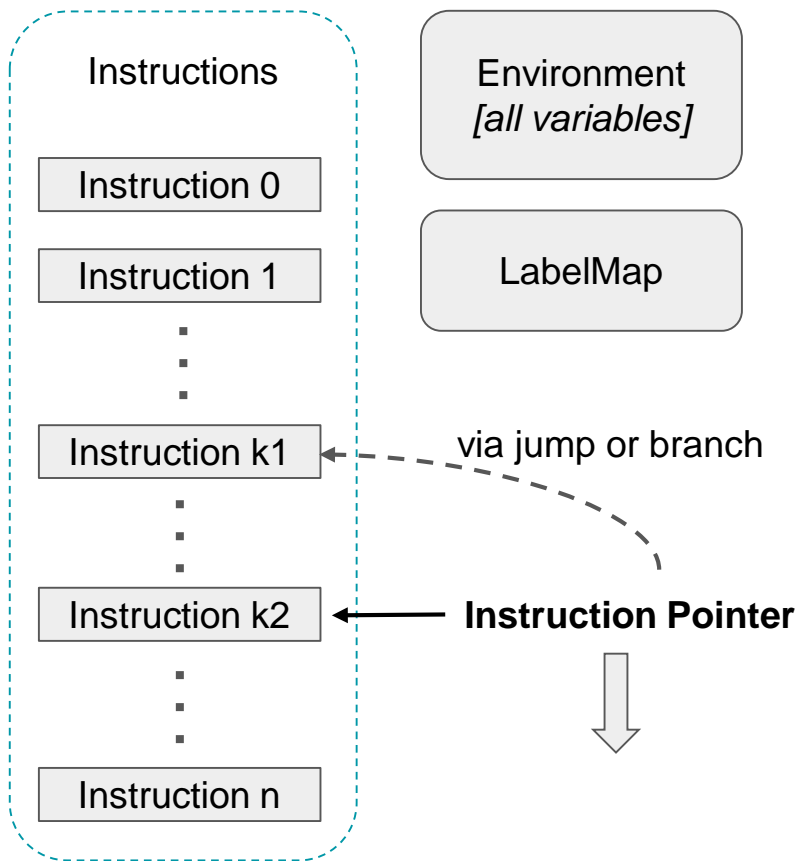 Instructions
Instruction 0
Instruction 1
Instruction k1
Instruction k2
Instruction n
Environment
[all variables]
LabelMap
via jump or branch
Instruction Pointer